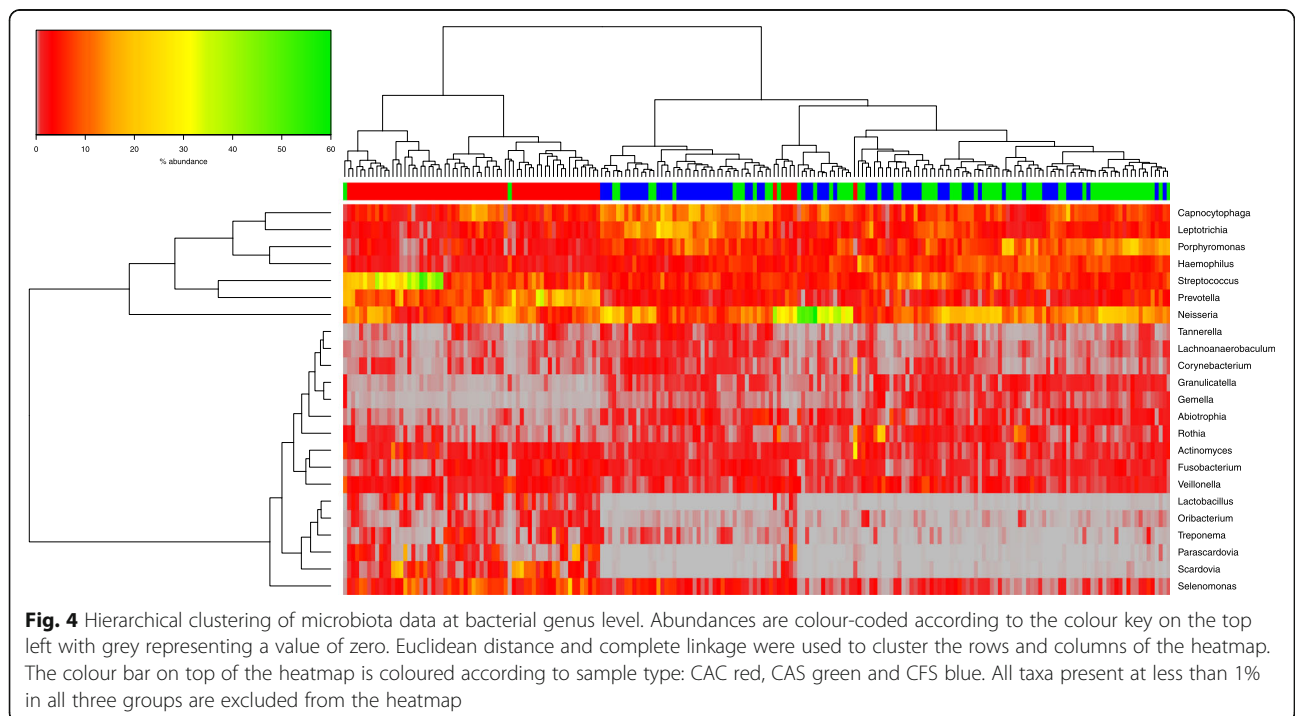 0 10 20 30 40 50 60
% abundance
Capnocytophaga
Leptotrichia
Porphyromonas
Haemophilus
Streptococcus
Prevotella
Neisseria
Tannerella
Lachnoanaerobaculum
Corynebacterium
Granulicatella
Gemella
Abiotrophia
Rothia
Actinomyces
Fusobacterium
Veillonella
Lactobacillus
Oribacterium
Treponema
Parascardovia
Scardovia
Selenomonas
Fig. 4 Hierarchical clustering of microbiota data at bacterial genus level. Abundances are colour-coded according to the colour key on the top
left with grey representing a value of zero. Euclidean distance and complete linkage were used to cluster the rows and columns of the heatmap.
The colour bar on top of the heatmap is coloured according to sample type: CAC red, CAS green and CFS blue. All taxa present at less than 1%
in all three groups are excluded from the heatmap